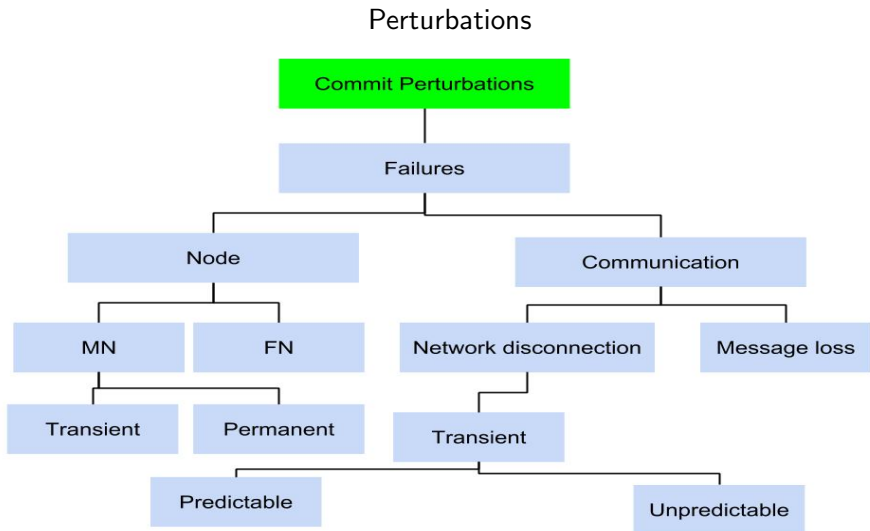 Perturbations
Commit Perturbations
Failures
Node
Communication
MN
FN
Network disconnection
Message loss
Transient
Permanent
Transient
Predictable
Unpredictable